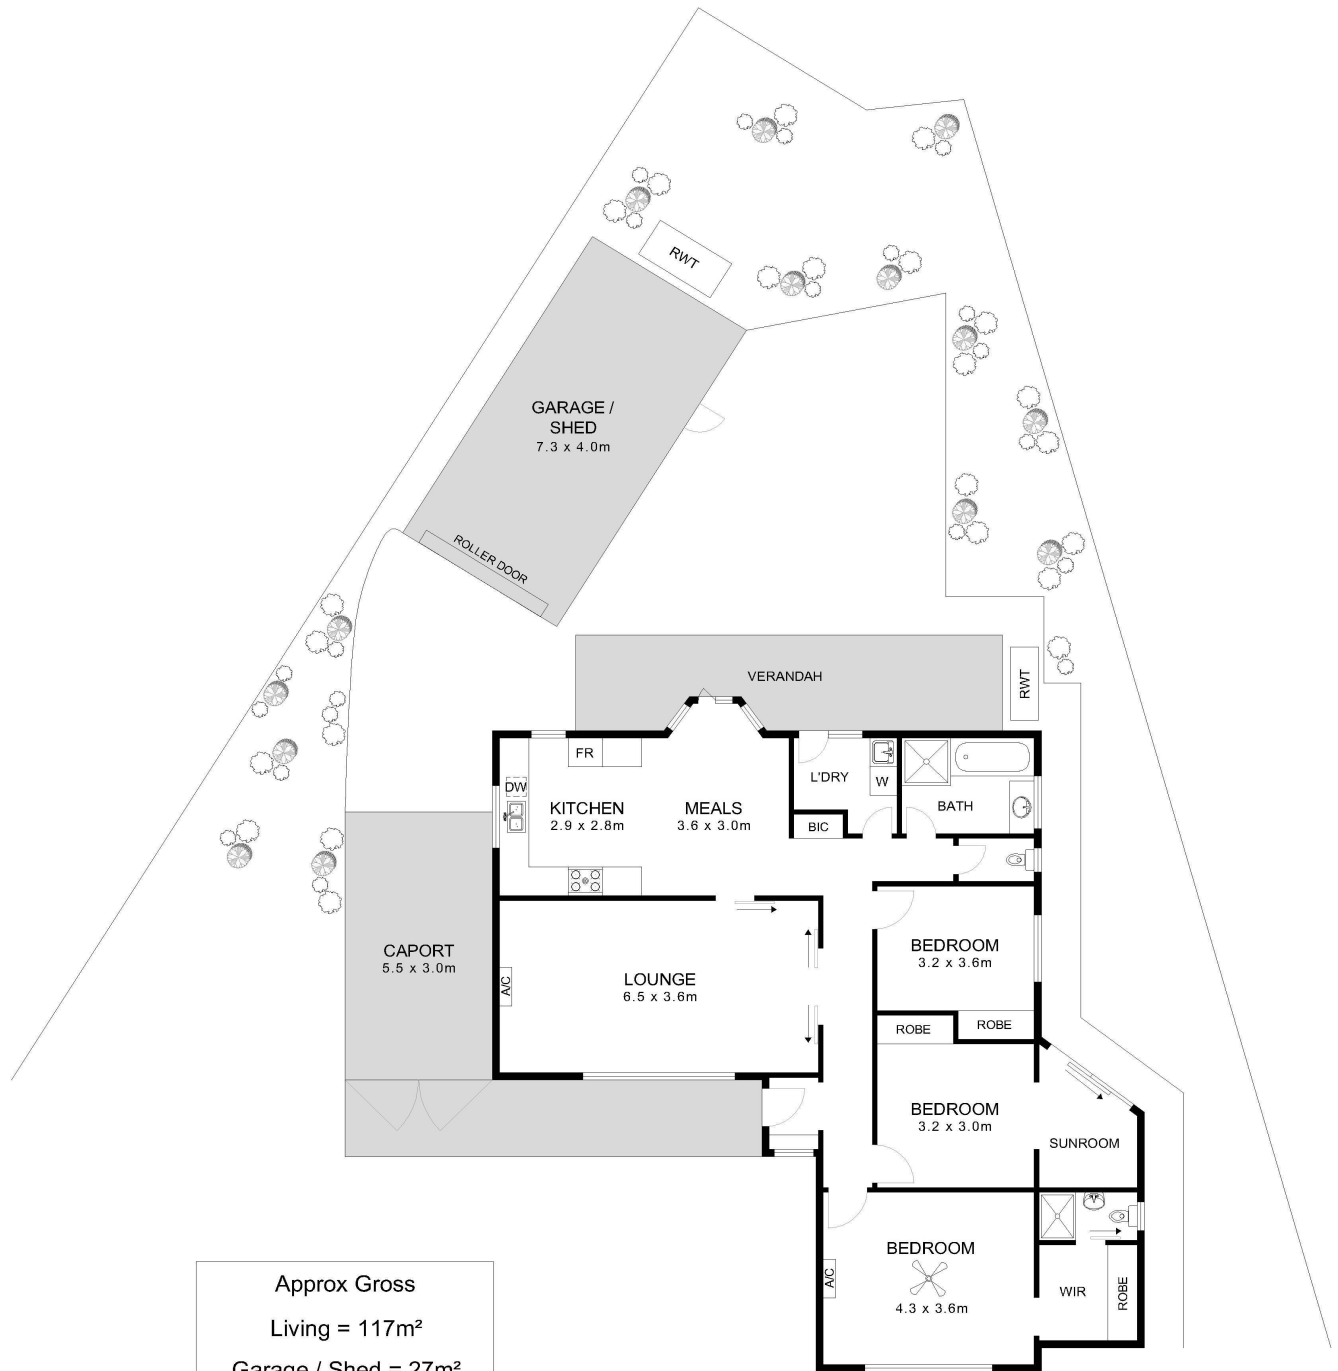 RWT
GARAGE /
SHED
7.3 x 4.0m
ROLLER DOOR
VERANDAH
RWT
FR
DW
KITCHEN
2.9 x 2.8m
MEALS
3.6 x 3.0m
L'DRY
W
BIC
BATH
CAPORT
5.5 x 3.0m
A/C
LOUNGE
6.5 x 3.6m
BEDROOM
3.2 x 3.6m
ROBE
ROBE
BEDROOM
3.2 x 3.0m
SUNROOM
BEDROOM
4.3 x 3.6m
A/C
WIR
ROBE
Approx Gross
Living = 117m²
Garage / Shed = 27m²